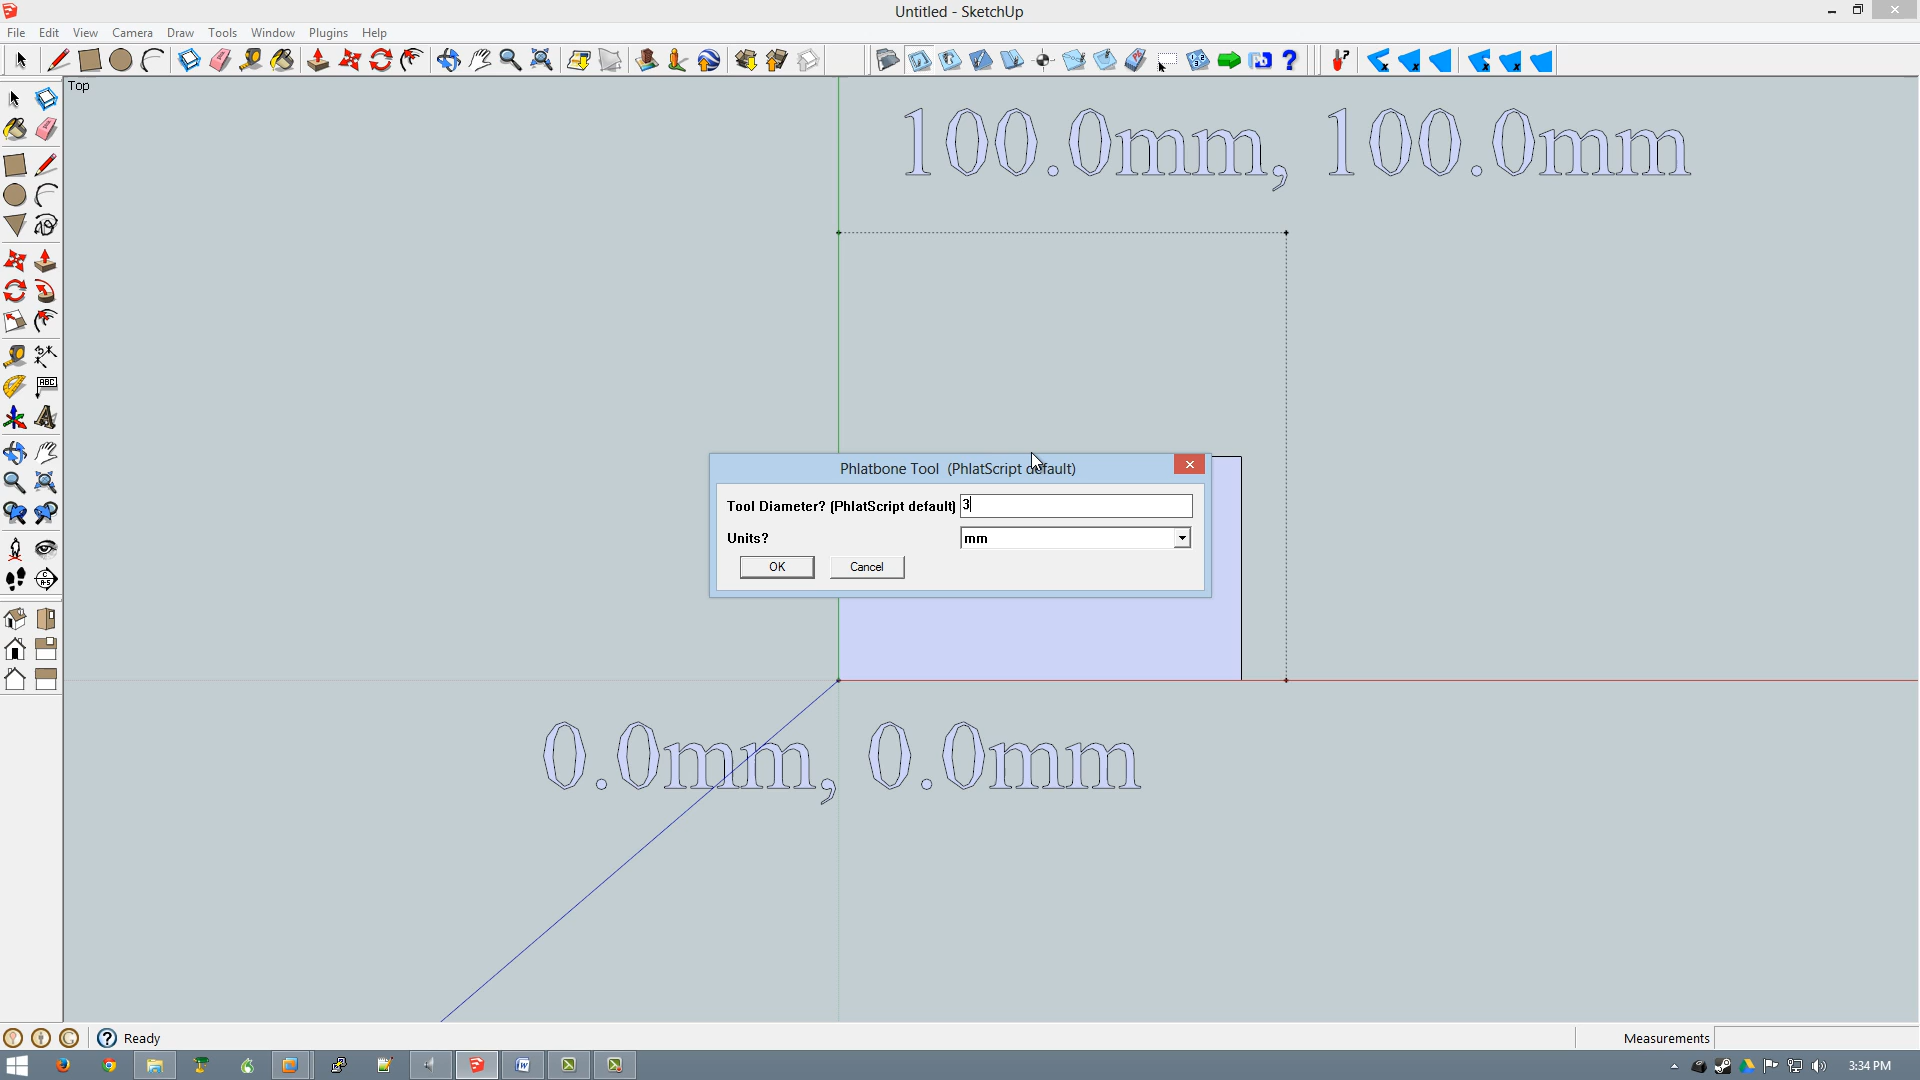 Untitled - SketchUp
File Edit View Camera Draw Tools Window Plugins Help
Top
100.0mm, 100.0mm
Phlatbone Tool (PhlatScript default)
Tool Diameter? (PhlatScript default) 3
Units? mm
OK Cancel
0.0mm, 0.0mm
Ready
Measurements
3:34 PM